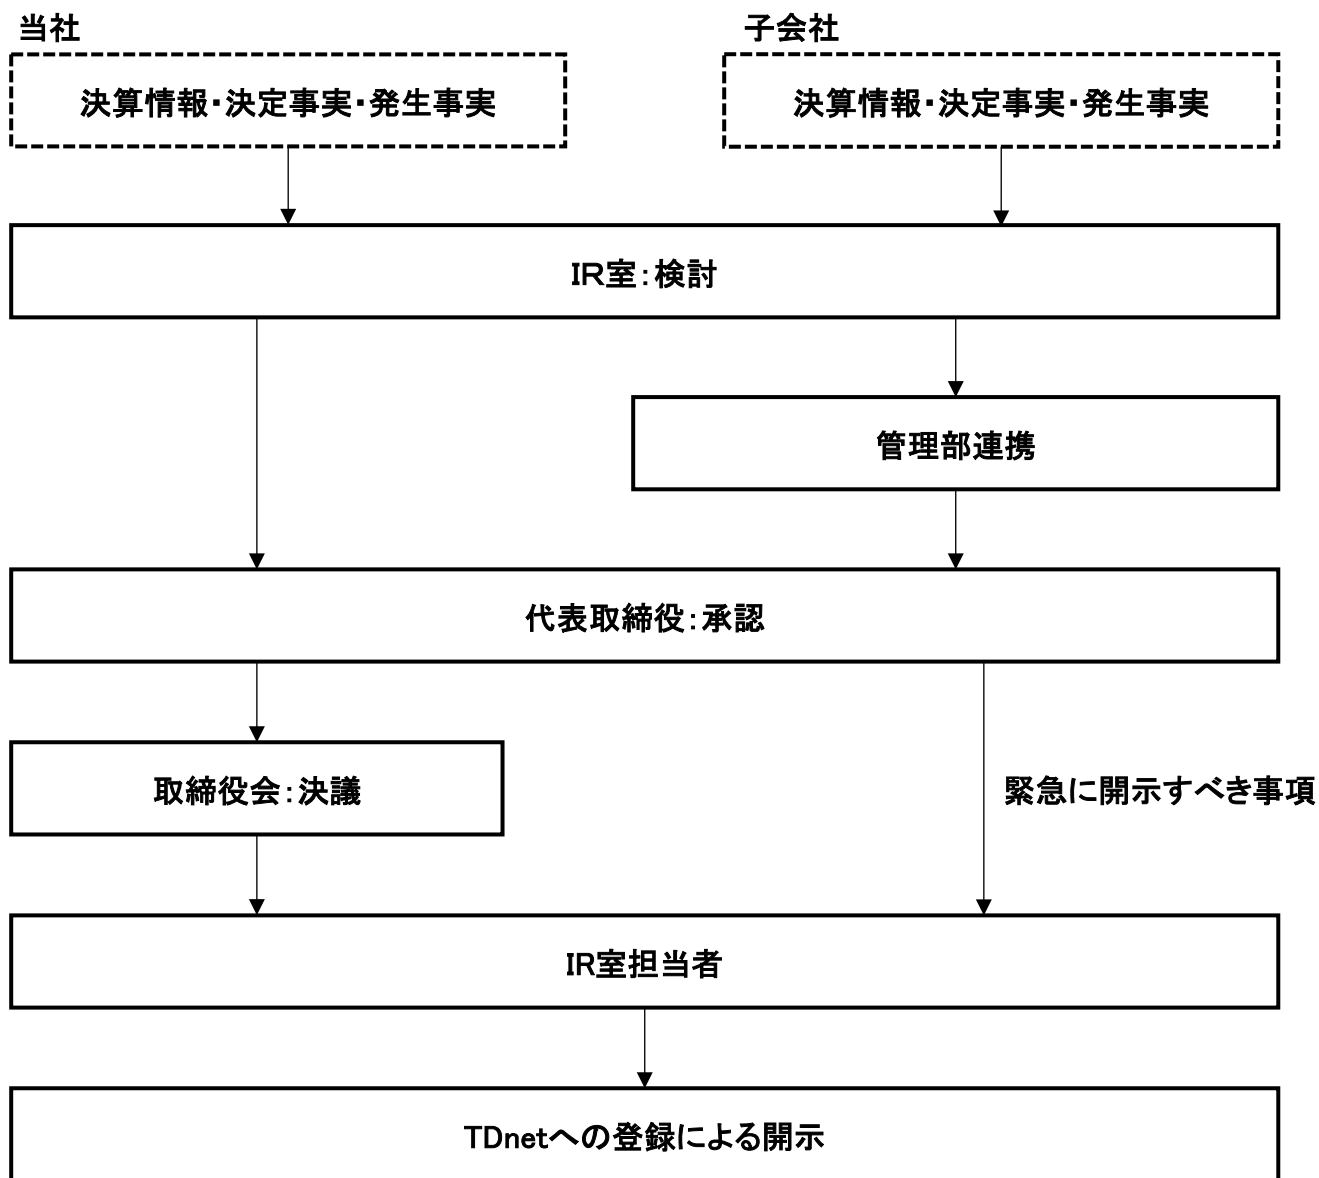 当社
子会社
決算情報・決定事実・発生事実
決算情報・決定事実・発生事実
IR室：検討
管理部連携
代表取締役：承認
取締役会：決議
緊急に開示すべき事項
IR室担当者
TDnetへの登録による開示